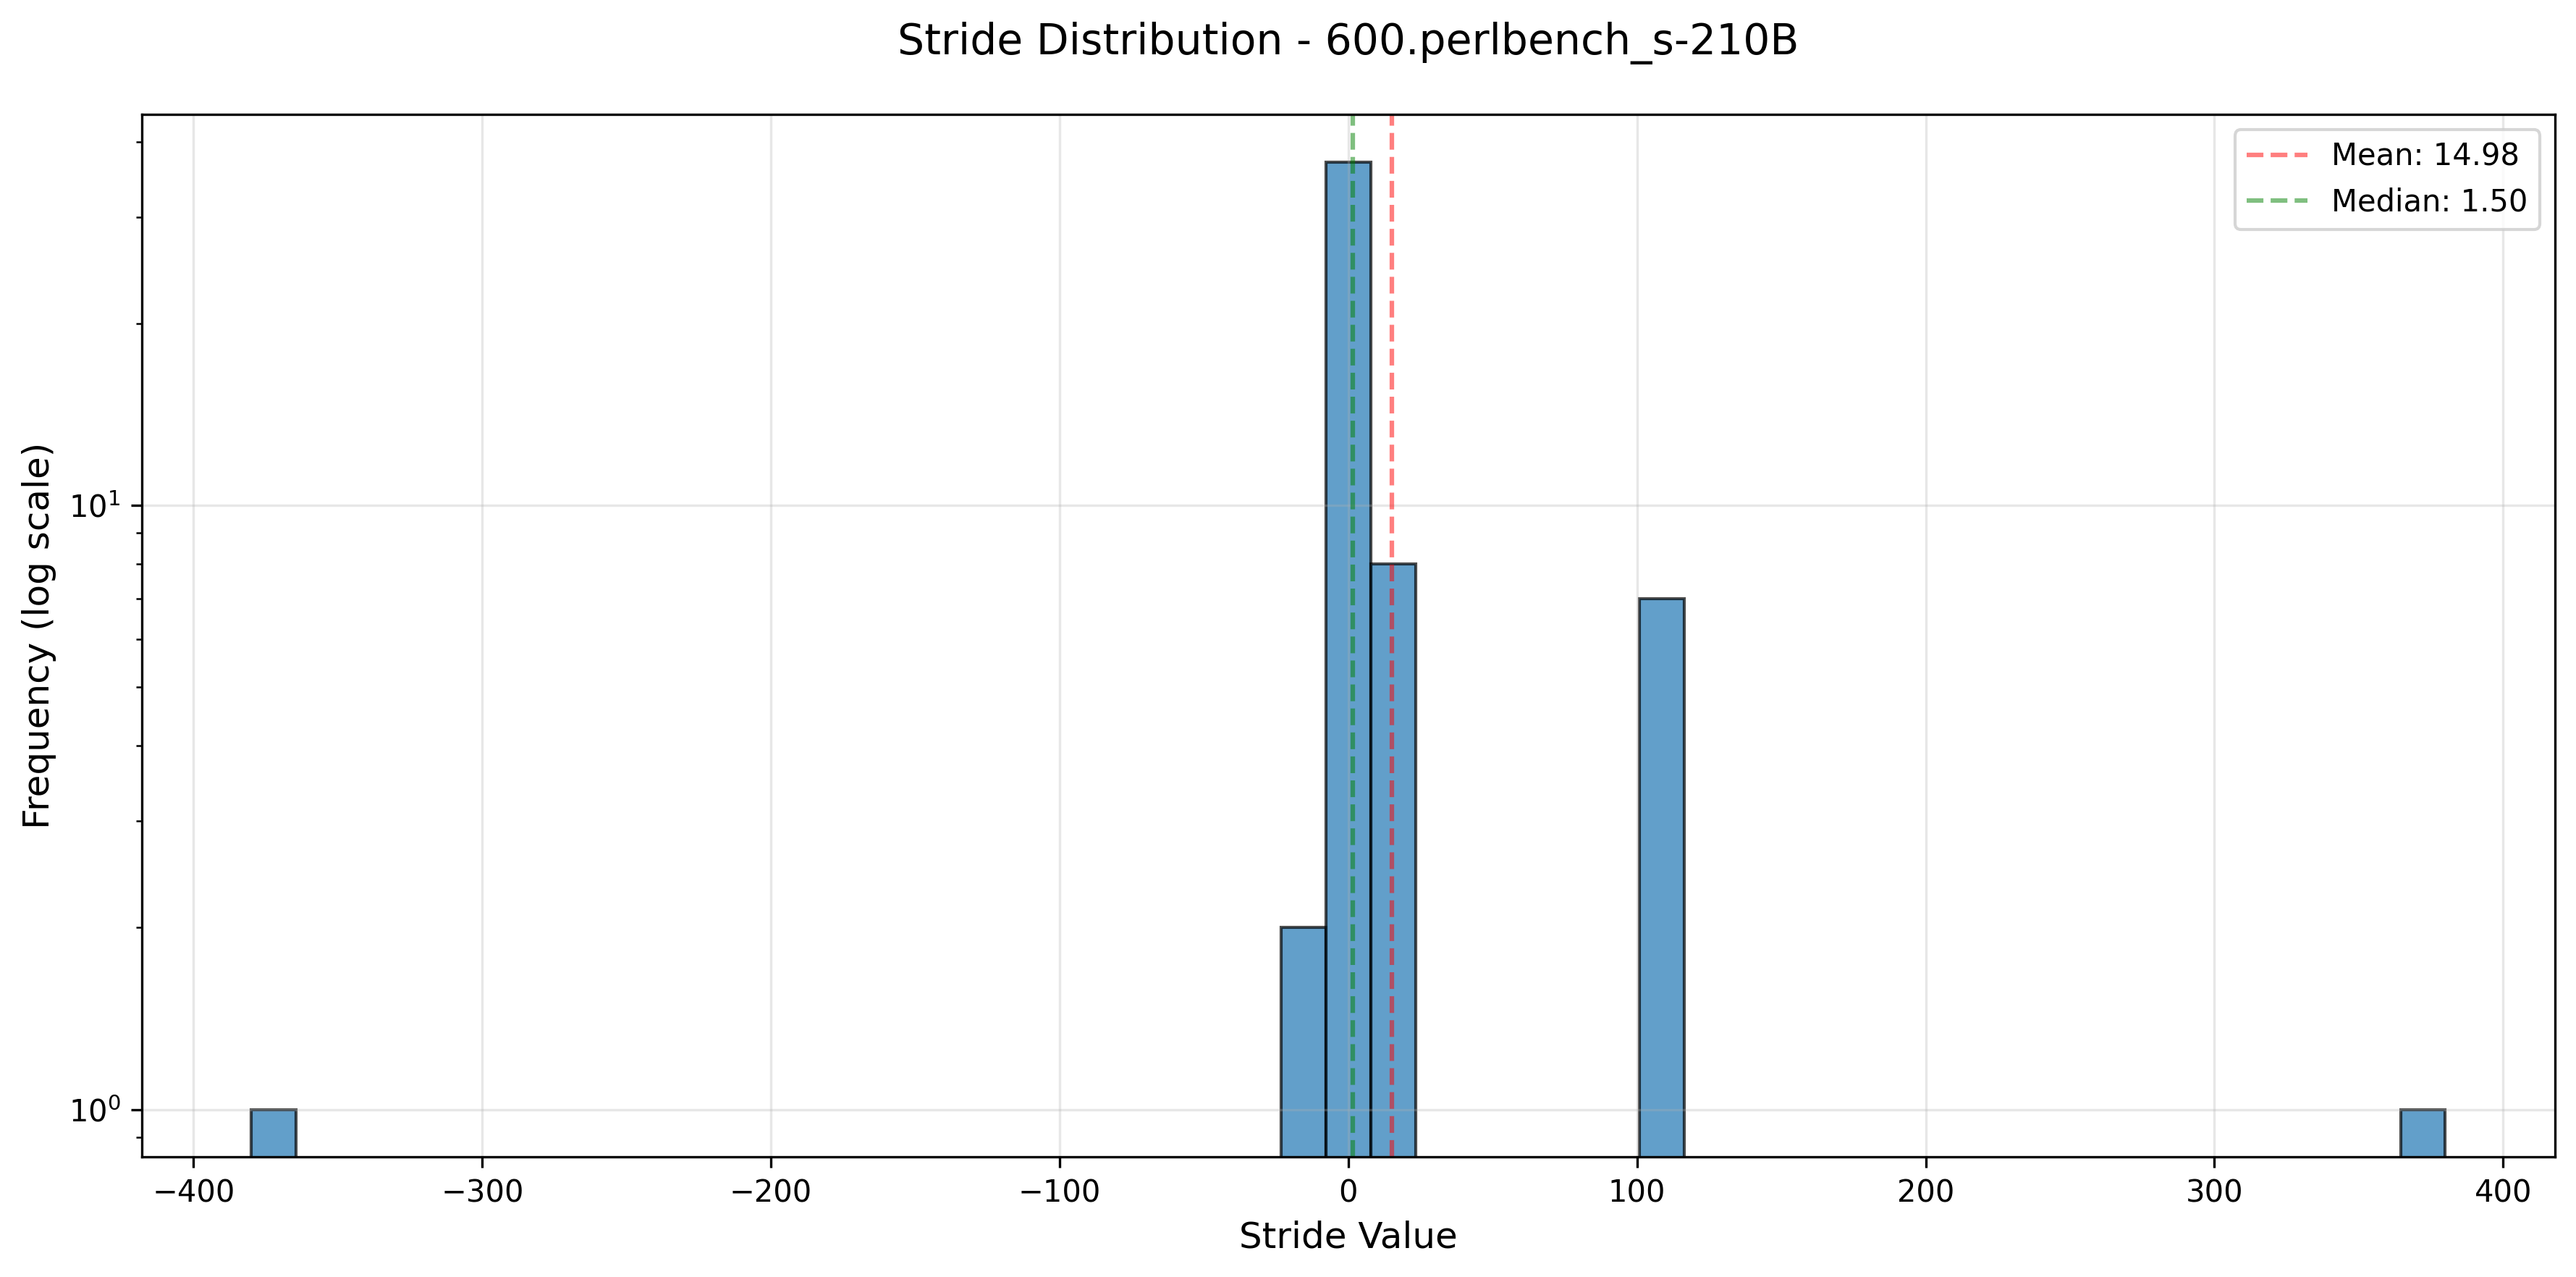 Stride Distribution - 600.perlbench_s-210B
Mean: 14.98
Median: 1.50
Frequency (log scale)
10¹
10⁰
−400 −300 −200 −100 0 100 200 300 400
Stride Value